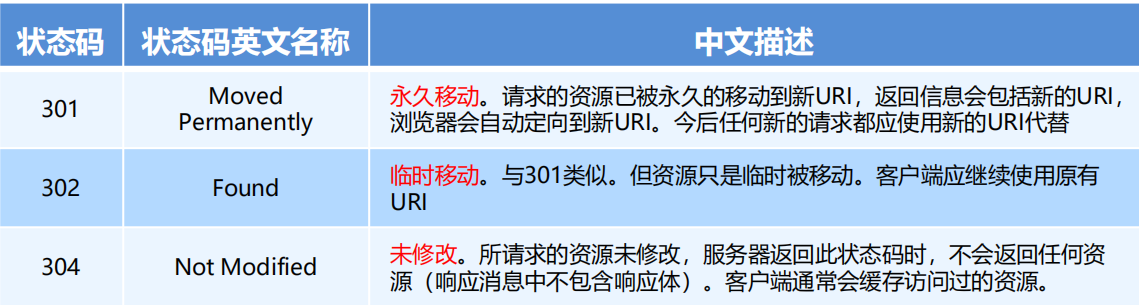 状态码 状态码英文名称 中文描述
301 Moved Permanently 永久移动。请求的资源已被永久的移动到新URI，返回信息会包括新的URI，
浏览器会自动定向到新URI。今后任何新的请求都应使用新的URI代替
302 Found 临时移动。与301类似。但资源只是临时被移动。客户端应继续使用原有
URI
304 Not Modified 未修改。所请求的资源未修改，服务器返回此状态码时，不会返回任何资
源（响应消息中不包含响应体）。客户端通常会缓存访问过的资源。